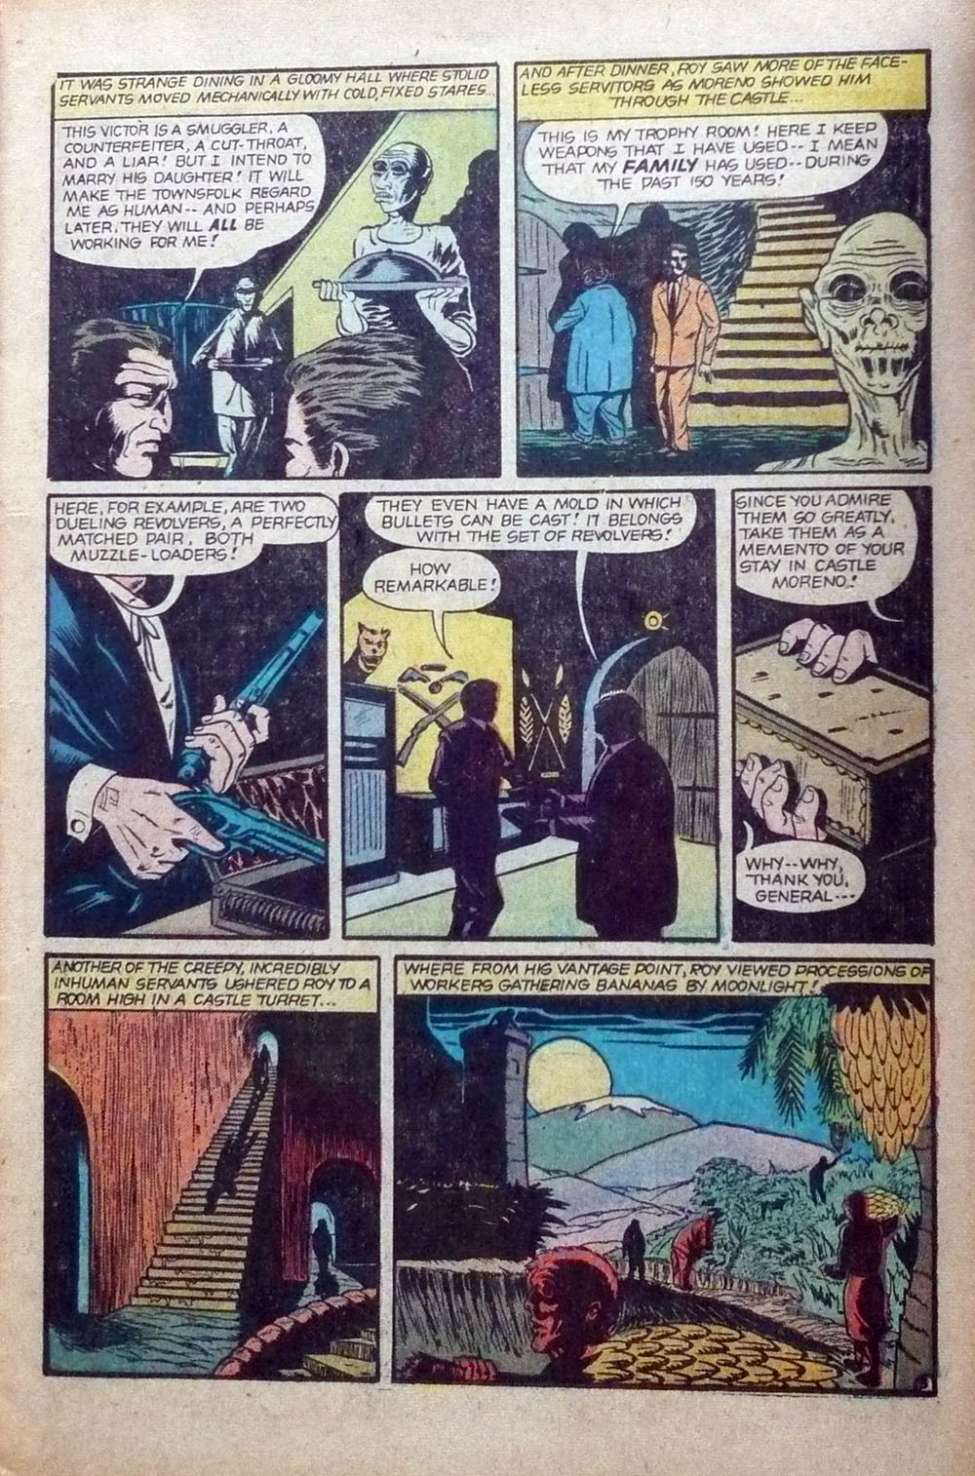 IT WAS STRANGE DINING IN A GLOOMY HALL WHERE STOLID
SERVANTS MOVED MECHANICALLY WITH COLD, FIXED STARES...
THIS VICTOR IS A SMUGGLER, A
COUNTERFEITER, A CUT-THROAT,
AND A LIAR! BUT I INTEND TO
MARRY HIS DAUGHTER! IT WILL
MAKE THE TOWNSFOLK REGARD
ME AS HUMAN-- AND PERHAPS
LATER, THEY WILL ALL BE
WORKING FOR ME!
AND AFTER DINNER, ROY SAW MORE OF THE FACE-
LESS SERVITORS AS MORENO SHOWED HIM
THROUGH THE CASTLE...
THIS IS MY TROPHY ROOM! HERE I KEEP
WEAPONS THAT I HAVE USED-- I MEAN
THAT MY FAMILY HAS USED--DURING
THE PAST 150 YEARS!
HERE, FOR EXAMPLE, ARE TWO
DUELING REVOLVERS, A PERFECTLY
MATCHED PAIR, BOTH
MUZZLE-LOADERS!
THEY EVEN HAVE A MOLD IN WHICH
BULLETS CAN BE CAST! IT BELONGS
WITH THE SET OF REVOLVERS!
HOW
REMARKABLE!
SINCE YOU ADMIRE
THEM SO GREATLY,
TAKE THEM AS A
MEMENTO OF YOUR
STAY IN CASTLE
MORENO!
WHY--WHY,
THANK YOU,
GENERAL---
ANOTHER OF THE CREEPY, INCREDIBLY
INHUMAN SERVANTS USHERED ROY TO A
ROOM HIGH IN A CASTLE TURRET...
WHERE FROM HIS VANTAGE POINT, ROY VIEWED PROCESSIONS OF
WORKERS GATHERING BANANAS BY MOONLIGHT!